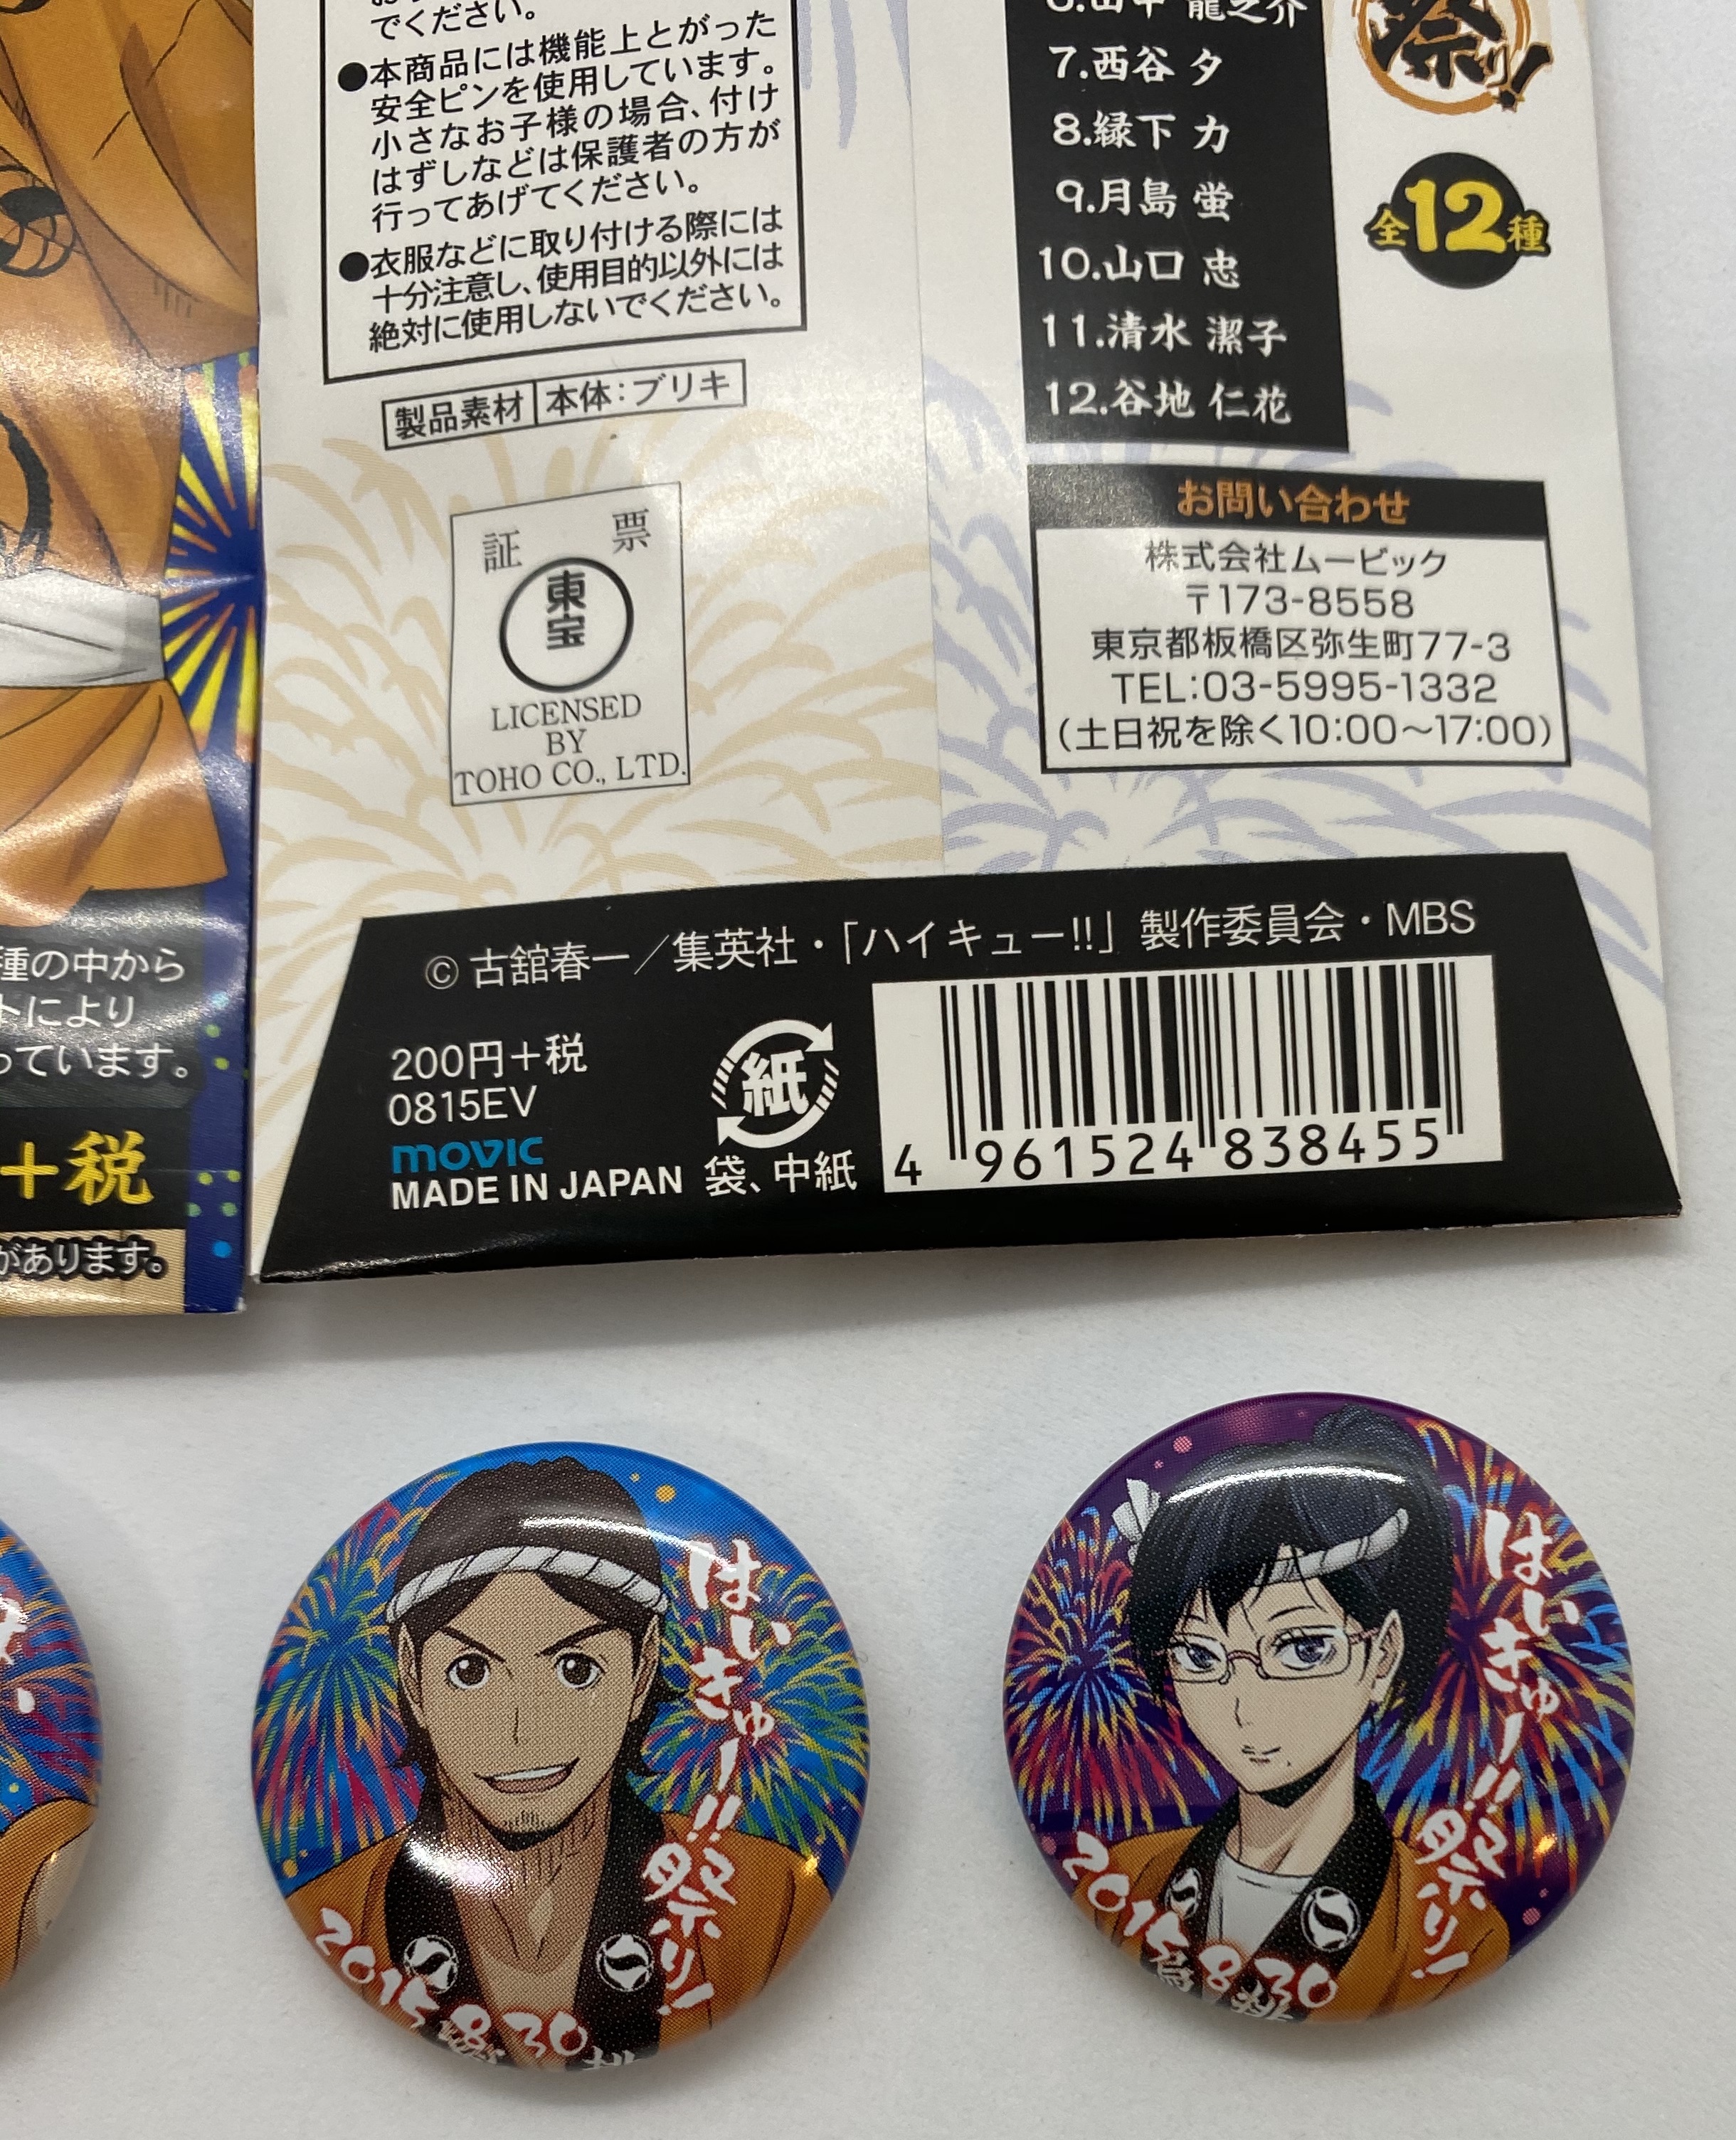 でください。
●本商品には機能上とがった
安全ピンを使用しています。
小さなお子様の場合、付け
はずしなどは保護者の方が
行ってあげてください。
●衣服などに取り付ける際には
十分注意し、使用目的以外には
絶対に使用しないでください。
製品素材 本体:ブリキ
証 票
東宝
LICENSED
BY
TOHO CO., LTD.
龍之介
7.西谷 夕
8.縁下 力
9.月島 蛍
10.山口 忠
11.清水 潔子
12.谷地 仁花
祭り!
全12種
お問い合わせ
株式会社ムービック
〒173-8558
東京都板橋区弥生町77-3
TEL:03-5995-1332
(土日祝を除く10:00〜17:00)
© 古舘春一/集英社・「ハイキュー!!」製作委員会・MBS
200円+税
0815EV
movic
MADE IN JAPAN
紙
袋、中紙
4 961524 838455
種の中から
トにより
っています。
+税
があります。
はいきゅー!!祭り!
2015 8 30
はいきゅー!!祭り!
2015 8 30